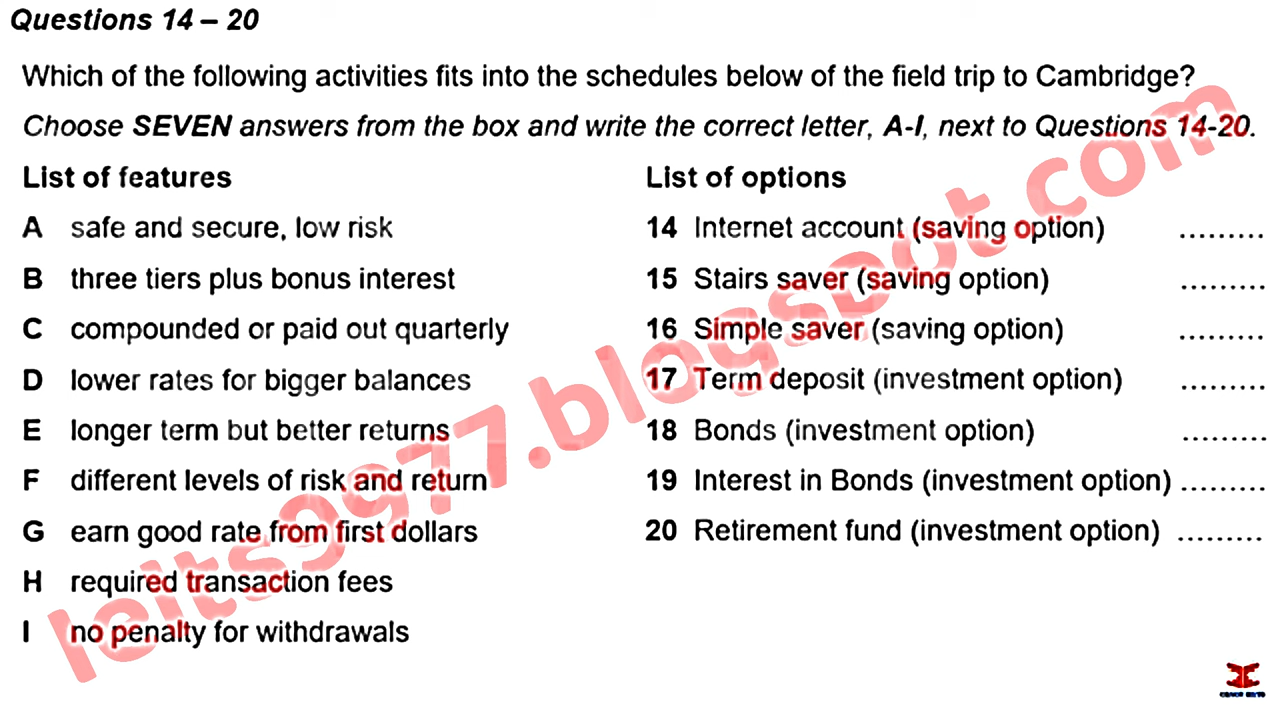 Questions 14 – 20
Which of the following activities fits into the schedules below of the field trip to Cambridge?
Choose SEVEN answers from the box and write the correct letter, A-I, next to Questions 14-20.
List of features
A safe and secure, low risk
B three tiers plus bonus interest
C compounded or paid out quarterly
D lower rates for bigger balances
E longer term but better returns
F different levels of risk and return
G earn good rate from first dollars
H required transaction fees
I no penalty for withdrawals
List of options
14 Internet account (saving option) .........
15 Stairs saver (saving option) .........
16 Simple saver (saving option) .........
17 Term deposit (investment option) .........
18 Bonds (investment option) .........
19 Interest in Bonds (investment option) .........
20 Retirement fund (investment option) .........
ielts9977.blogspot.com